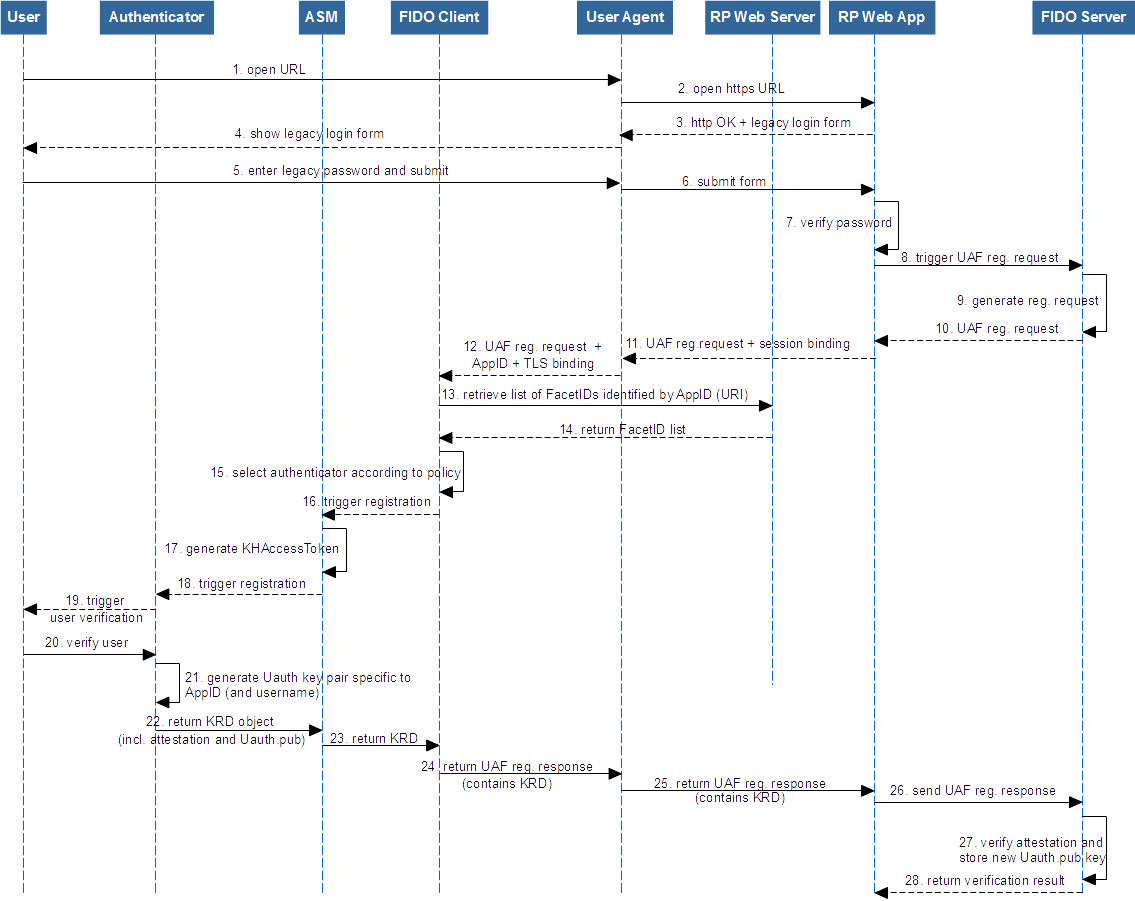 User
Authenticator
ASM
FIDO Client
User Agent
RP Web Server
RP Web App
FIDO Server
1. open URL
2. open https URL
3. http OK + legacy login form
4. show legacy login form
5. enter legacy password and submit
6. submit form
7. verify password
8. trigger UAF reg. request
9. generate reg. request
10. UAF reg. request
11. UAF reg.request + session binding
12. UAF reg. request +
AppID + TLS binding
13. retrieve list of FacetIDs identified by AppID (URI)
14. return FacetID list
15. select authenticator according to policy
16. trigger registration
17. generate KHAccessToken
18. trigger registration
19. trigger
user verification
20. verify user
21. generate Uauth key pair specific to
AppID (and username)
22. return KRD object
(incl. attestation and Uauth.pub)
23. return KRD
24. return UAF reg. response
(contains KRD)
25. return UAF reg. response
(contains KRD)
26. send UAF reg. response
27. verify attestation and
store new Uauth.pub key
28. return verification result